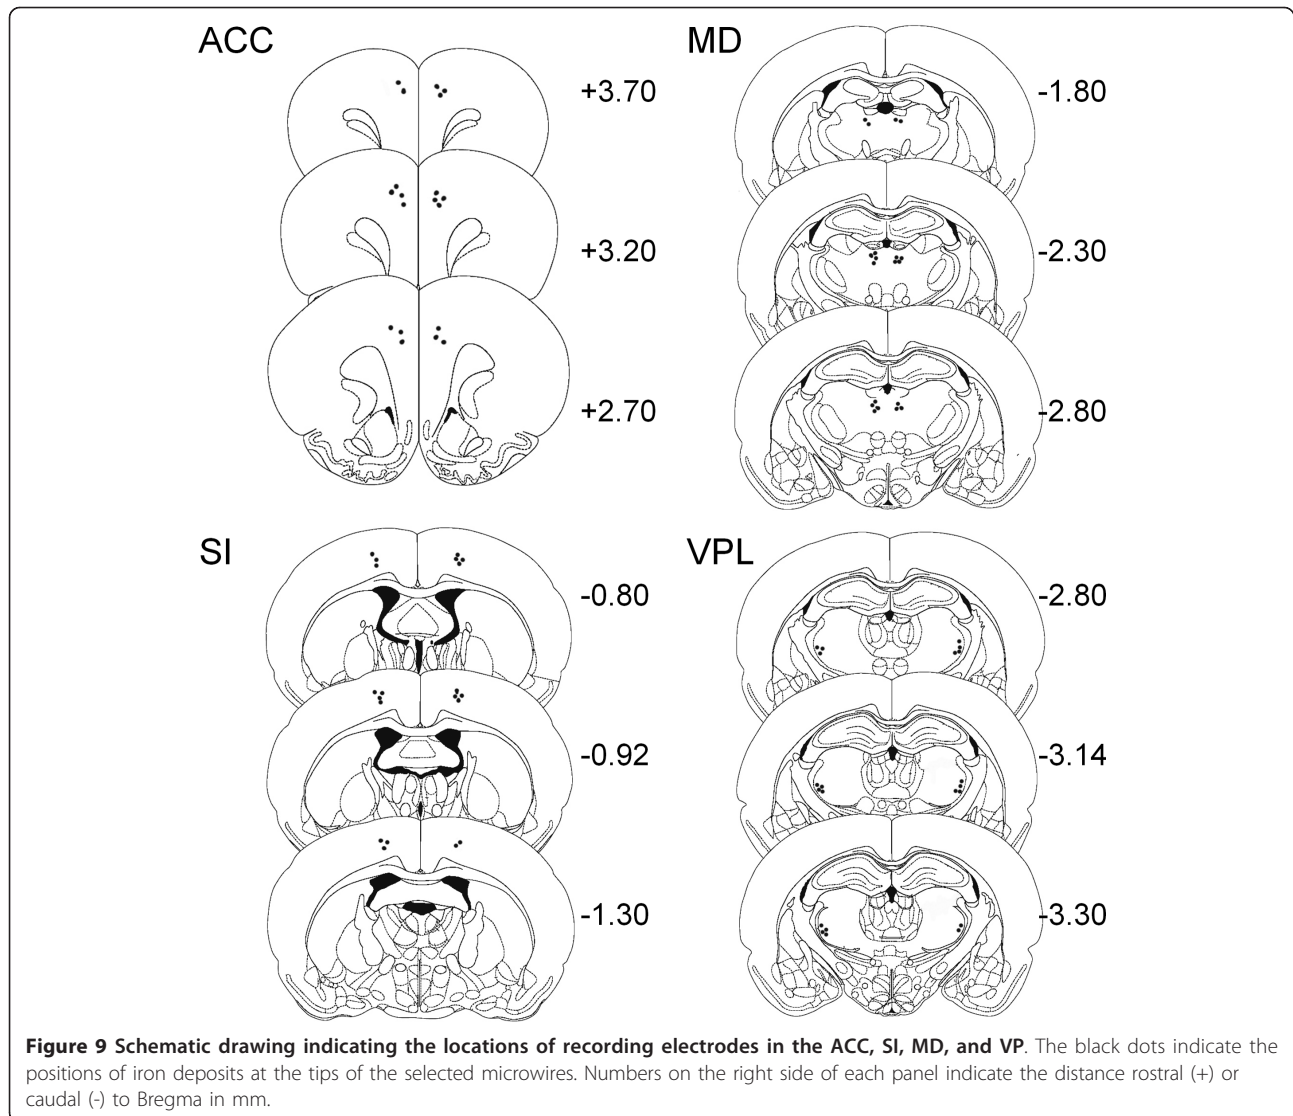 ACC
+3.70
+3.20
+2.70
MD
-1.80
-2.30
-2.80
SI
-0.80
-0.92
-1.30
VPL
-2.80
-3.14
-3.30
Figure 9 Schematic drawing indicating the locations of recording electrodes in the ACC, SI, MD, and VP. The black dots indicate the
positions of iron deposits at the tips of the selected microwires. Numbers on the right side of each panel indicate the distance rostral (+) or
caudal (-) to Bregma in mm.